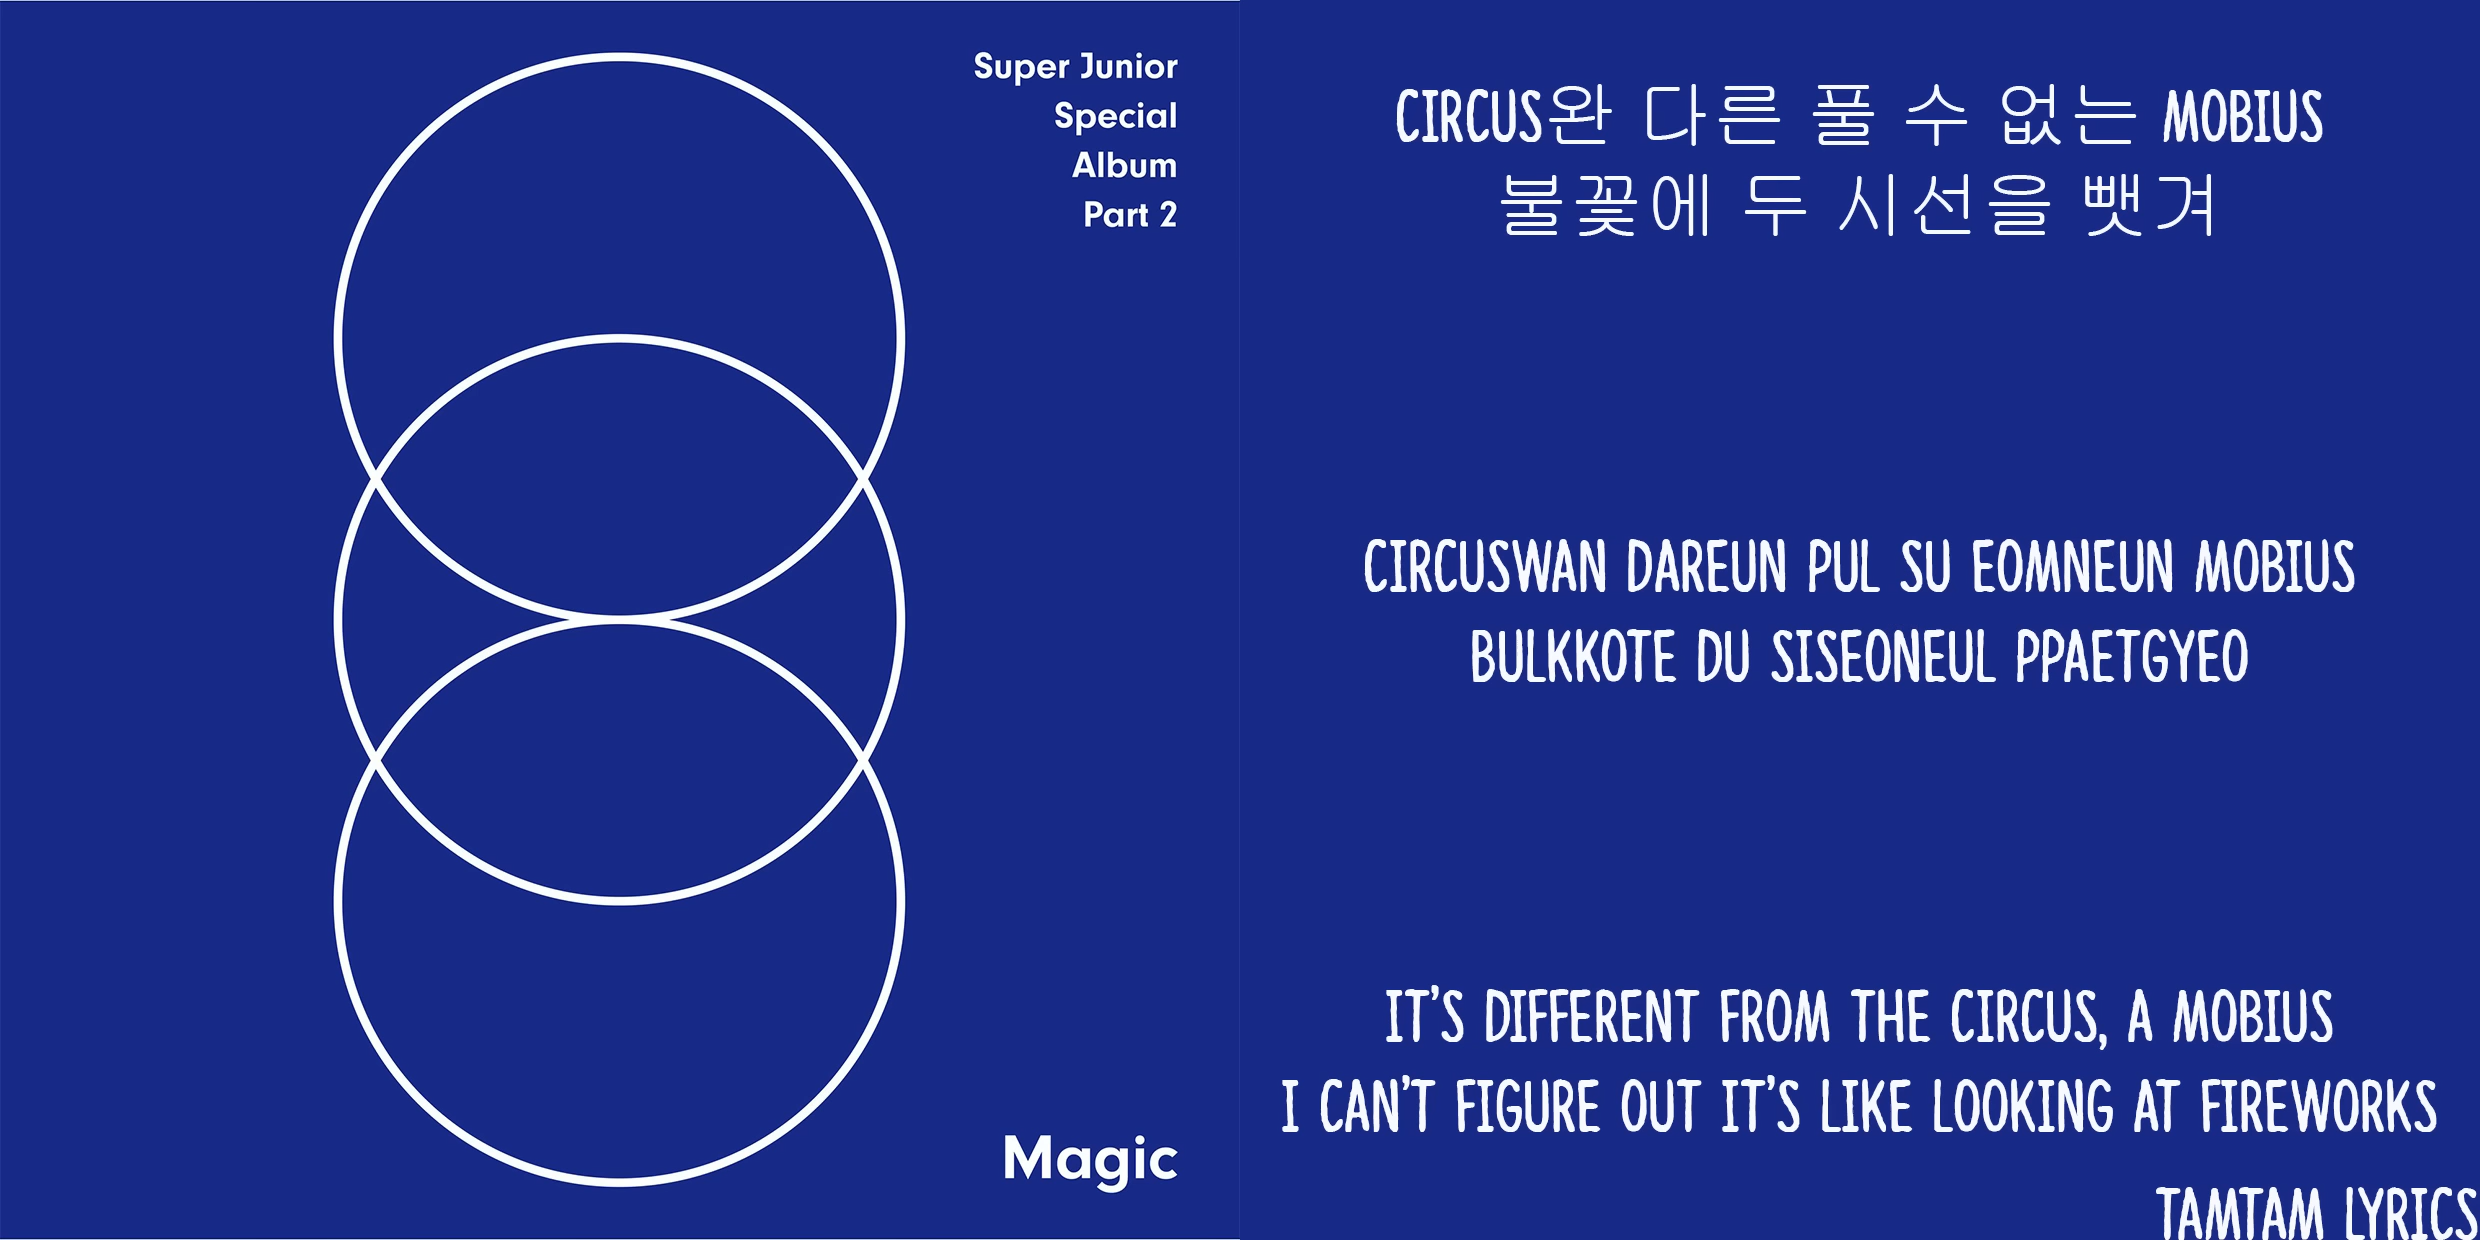 Super Junior
Special
Album
Part 2
Magic
CIRCUS완 다른 풀 수 없는 MOBIUS
불꽃에 두 시선을 뺏겨
CIRCUSWAN DAREUN PUL SU EOMNEUN MOBIUS
BULKKOTE DU SISEONEUL PPAETGYEO
IT'S DIFFERENT FROM THE CIRCUS, A MOBIUS
I CAN'T FIGURE OUT IT'S LIKE LOOKING AT FIREWORKS
TAMTAM LYRICS